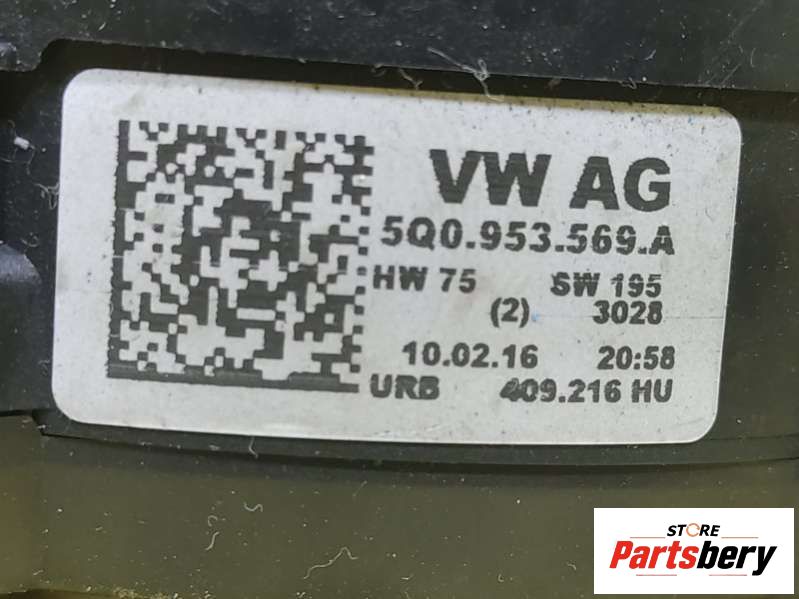 VW AG
5Q0.953.569.A
HW 75 SW 195
(2) 3028
10.02.16 20:58
URB 409.216 HU
STORE
Partsbery